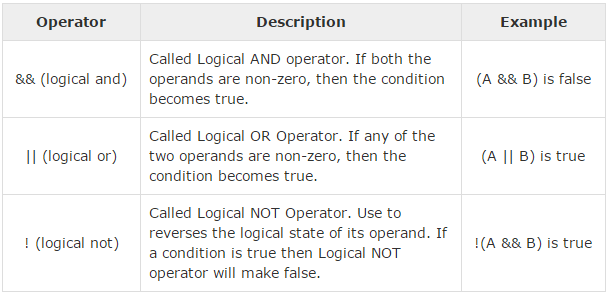 Operator Description Example
&& (logical and)
Called Logical AND operator. If both the
operands are non-zero, then the condition
becomes true.
(A && B) is false
|| (logical or)
Called Logical OR Operator. If any of the
two operands are non-zero, then the
condition becomes true.
(A || B) is true
! (logical not)
Called Logical NOT Operator. Use to
reverses the logical state of its operand. If
a condition is true then Logical NOT
operator will make false.
!(A && B) is true